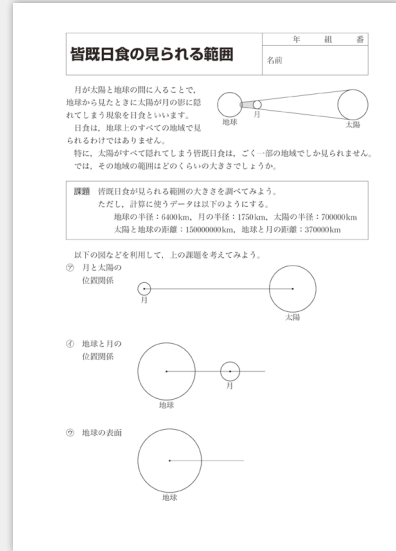 皆既日食の見られる範囲
年 組 番
名前
月が太陽と地球の間に入ることで，
地球から見たときに太陽が月の影に隠
れてしまう現象を日食といいます。
日食は，地球上のすべての地域で見
られるわけではありません。
地球
月
太陽
特に，太陽がすべて隠れてしまう皆既日食は，ごく一部の地域でしか見られません。
では，その地域の範囲はどのくらいの大きさでしょうか。
課題 皆既日食が見られる範囲の大きさを調べてみよう。
ただし，計算に使うデータは以下のようにする。
地球の半径：6400km，月の半径：1750km，太陽の半径：700000km
太陽と地球の距離：150000000km，地球と月の距離：370000km
以下の図などを利用して，上の課題を考えてみよう。
㋐ 月と太陽の
位置関係
月
太陽
㋑ 地球と月の
位置関係
月
地球
㋒ 地球の表面
地球